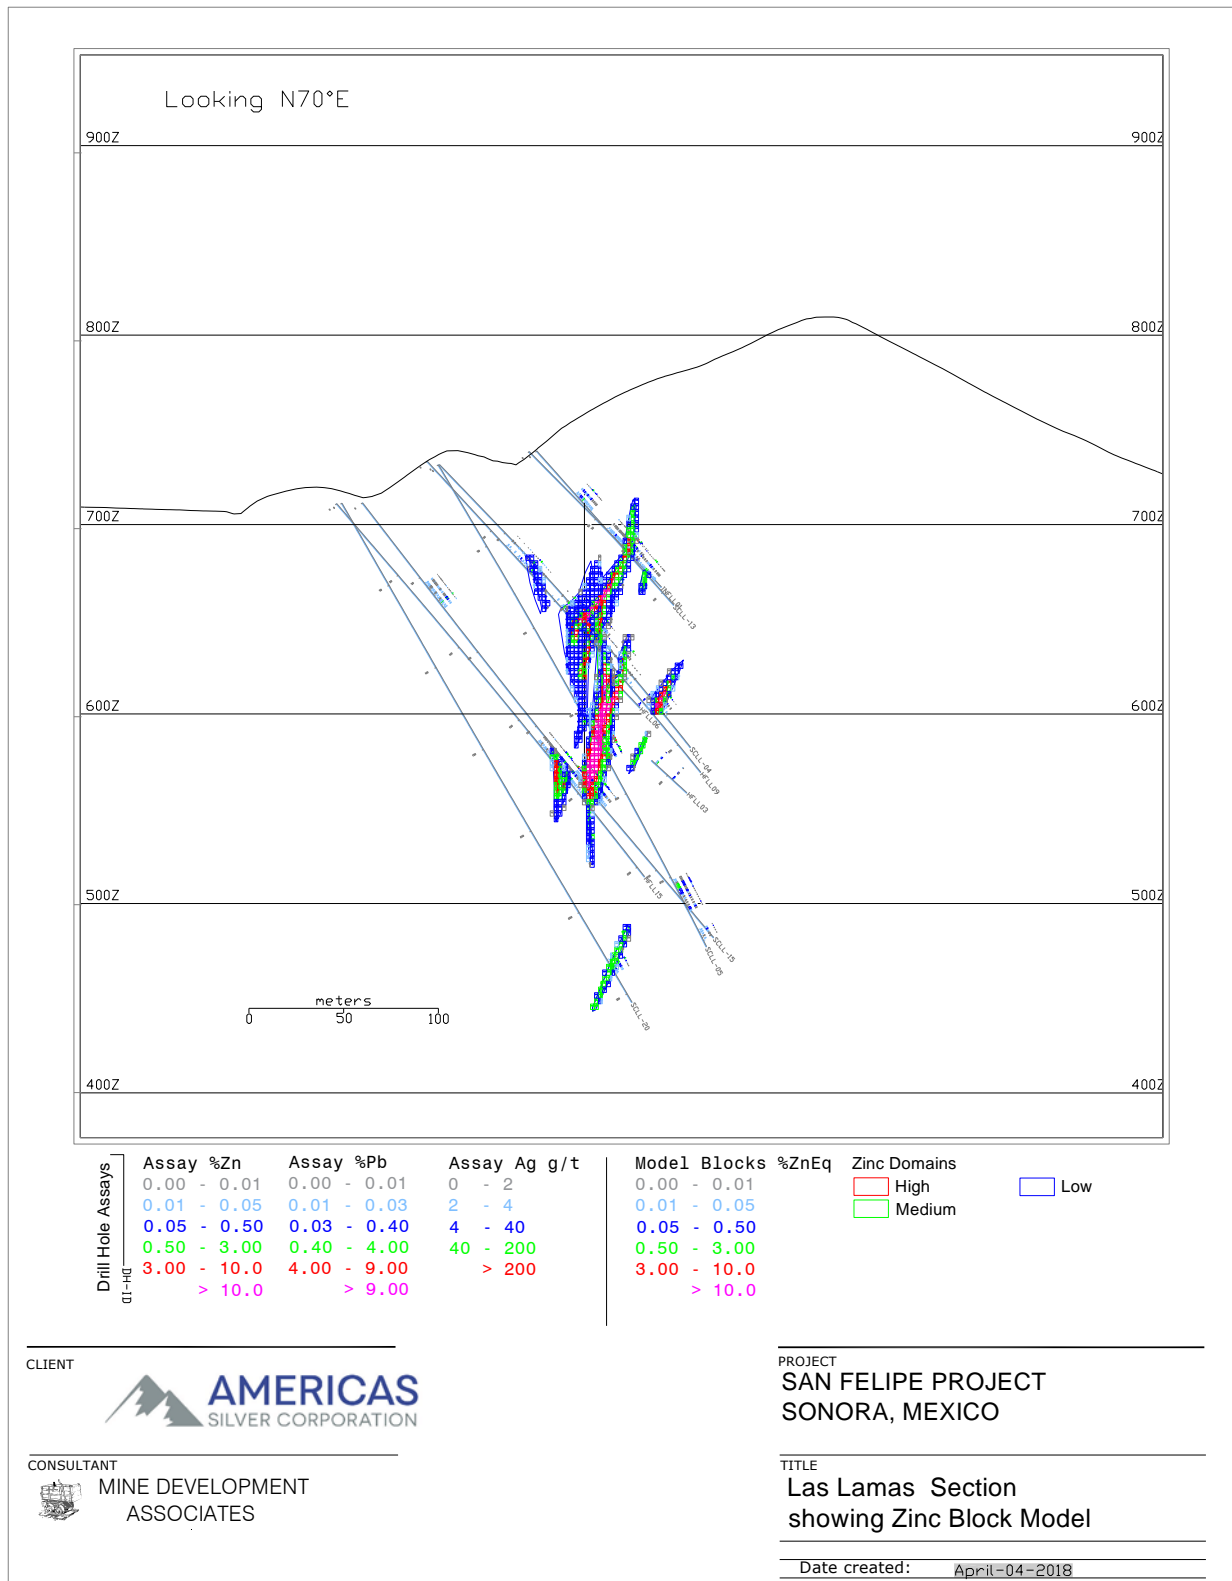 Looking N70°E
900Z 900Z
800Z 800Z
700Z 700Z
HFLL06
SCLL-13
600Z 600Z
SCLL-04
HFLL09
HFLL03
HFLL15
500Z 500Z
SCLL-15
SCLL-05
SCLL-20
meters
0 50 100
400Z 400Z
Drill Hole Assays
DH-ID
Assay %Zn Assay %Pb Assay Ag g/t Model Blocks %ZnEq Zinc Domains
0.00 - 0.01 0.00 - 0.01 0 - 2 0.00 - 0.01 High Low
0.01 - 0.05 0.01 - 0.03 2 - 4 0.01 - 0.05 Medium
0.05 - 0.50 0.03 - 0.40 4 - 40 0.05 - 0.50
0.50 - 3.00 0.40 - 4.00 40 - 200 0.50 - 3.00
3.00 - 10.0 4.00 - 9.00 > 200 3.00 - 10.0
> 10.0 > 9.00 > 10.0
CLIENT
AMERICAS
SILVER CORPORATION
CONSULTANT
MINE DEVELOPMENT
ASSOCIATES
PROJECT
SAN FELIPE PROJECT
SONORA, MEXICO
TITLE
Las Lamas Section
showing Zinc Block Model
Date created: April-04-2018